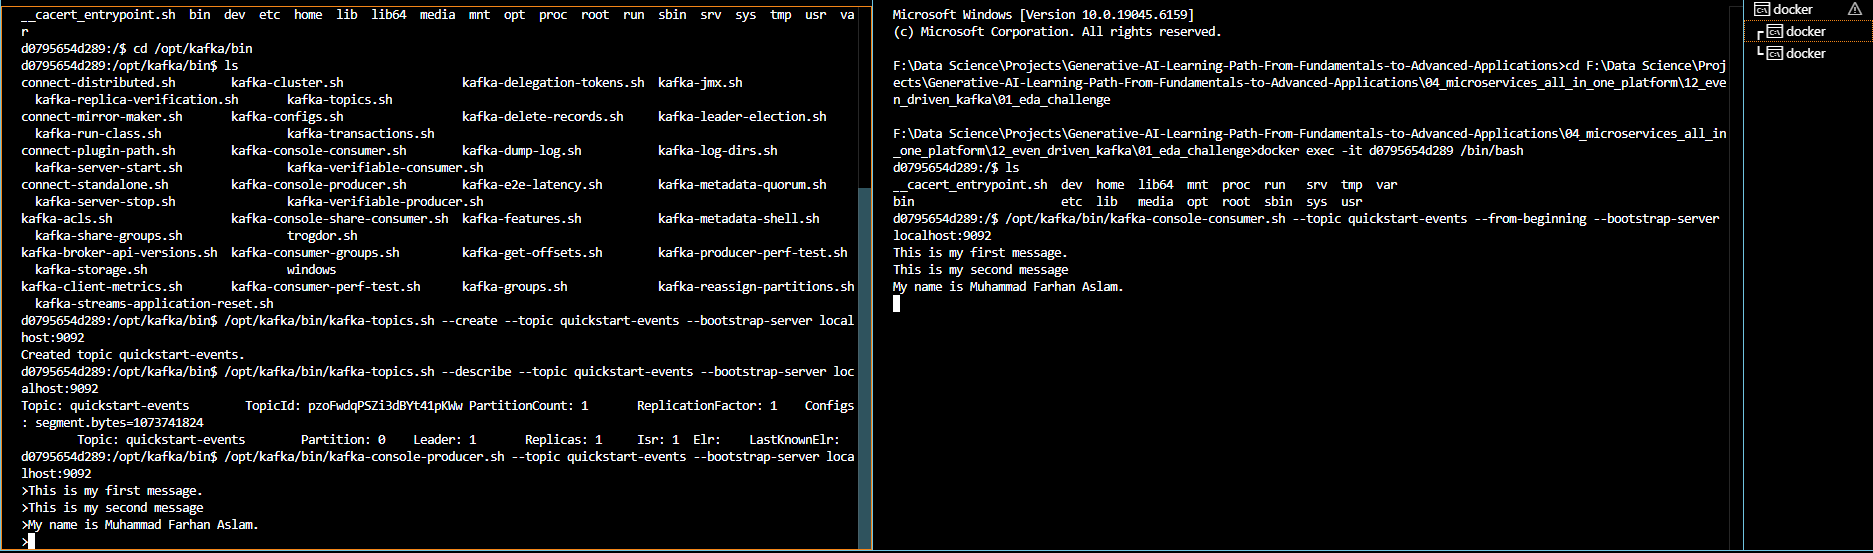 __cacert_entrypoint.sh  bin  dev  etc  home  lib  lib64  media  mnt  opt  proc  root  run  sbin  srv  sys  tmp  usr  va
r
d0795654d289:/$ cd /opt/kafka/bin
d0795654d289:/opt/kafka/bin$ ls
connect-distributed.sh    kafka-cluster.sh    kafka-delegation-tokens.sh  kafka-jmx.sh
  kafka-replica-verification.sh    kafka-topics.sh
connect-mirror-maker.sh    kafka-configs.sh    kafka-delete-records.sh    kafka-leader-election.sh
  kafka-run-class.sh    kafka-transactions.sh
connect-plugin-path.sh    kafka-console-consumer.sh    kafka-dump-log.sh    kafka-log-dirs.sh
  kafka-server-start.sh    kafka-verifiable-consumer.sh
connect-standalone.sh    kafka-console-producer.sh    kafka-e2e-latency.sh    kafka-metadata-quorum.sh
  kafka-server-stop.sh    kafka-verifiable-producer.sh
kafka-acls.sh    kafka-console-share-consumer.sh  kafka-features.sh    kafka-metadata-shell.sh
  kafka-share-groups.sh    trogdor.sh
kafka-broker-api-versions.sh  kafka-consumer-groups.sh    kafka-get-offsets.sh    kafka-producer-perf-test.sh
  kafka-storage.sh    windows
kafka-client-metrics.sh    kafka-consumer-perf-test.sh    kafka-groups.sh    kafka-reassign-partitions.sh
  kafka-streams-application-reset.sh
d0795654d289:/opt/kafka/bin$ /opt/kafka/bin/kafka-topics.sh --create --topic quickstart-events --bootstrap-server local
host:9092
Created topic quickstart-events.
d0795654d289:/opt/kafka/bin$ /opt/kafka/bin/kafka-topics.sh --describe --topic quickstart-events --bootstrap-server loc
alhost:9092
Topic: quickstart-events    TopicId: pzoFwdqPSZi3dBYt41pKWw PartitionCount: 1    ReplicationFactor: 1    Configs
: segment.bytes=1073741824
    Topic: quickstart-events    Partition: 0    Leader: 1    Replicas: 1    Isr: 1  Elr:    LastKnownElr:
d0795654d289:/opt/kafka/bin$ /opt/kafka/bin/kafka-console-producer.sh --topic quickstart-events --bootstrap-server loca
lhost:9092
>This is my first message.
>This is my second message
>My name is Muhammad Farhan Aslam.
>
Microsoft Windows [Version 10.0.19045.6159]
(c) Microsoft Corporation. All rights reserved.
F:\Data Science\Projects\Generative-AI-Learning-Path-From-Fundamentals-to-Advanced-Applications>cd F:\Data Science\Proj
ects\Generative-AI-Learning-Path-From-Fundamentals-to-Advanced-Applications\04_microservices_all_in_one_platform\12_eve
n_driven_kafka\01_eda_challenge
F:\Data Science\Projects\Generative-AI-Learning-Path-From-Fundamentals-to-Advanced-Applications\04_microservices_all_in
_one_platform\12_even_driven_kafka\01_eda_challenge>docker exec -it d0795654d289 /bin/bash
d0795654d289:/$ ls
__cacert_entrypoint.sh  dev  home  lib64  mnt  proc  run   srv  tmp  var
bin    etc  lib   media  opt  root  sbin  sys  usr
d0795654d289:/$ /opt/kafka/bin/kafka-console-consumer.sh --topic quickstart-events --from-beginning --bootstrap-server
localhost:9092
This is my first message.
This is my second message
My name is Muhammad Farhan Aslam.
docker
docker
docker